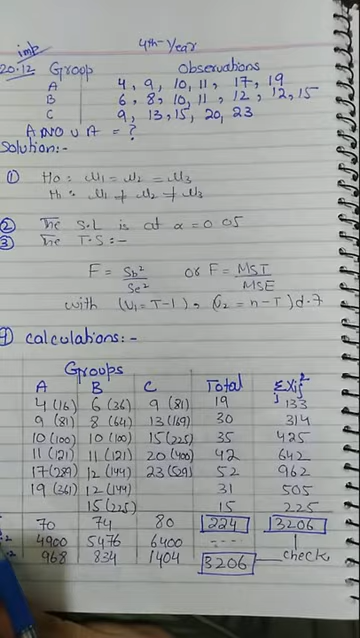 imp
4th-Year
20.12 Group Observations
A 4, 9, 10, 11, 17, 19
B 6, 8, 10, 11, 12, 12, 15
C 9, 13, 15, 20, 23
ANOVA = ?
Solution:-
① H₀ : μ₁ = μ₂ = μ₃
H₁ : μ₁ ≠ μ₂ ≠ μ₃
② The S.L is at α = 0.05
③ The T.S :-
F = Sb²/Se² or F = MST/MSE
with (V₁ = T-1), (V₂ = n-T) d.f
④ Calculations:-
Groups
A B C Total Σj Xij²
4 (16) 6 (36) 9 (81) 19 133
9 (81) 8 (64) 13 (169) 30 314
10 (100) 10 (100) 15 (225) 35 425
11 (121) 11 (121) 20 (400) 42 642
17 (289) 12 (144) 23 (529) 52 962
19 (361) 12 (144) 31 505
15 (225) 15 225
70 74 80 224 3206
4900 5476 6400 ----
968 834 1404 3206 check